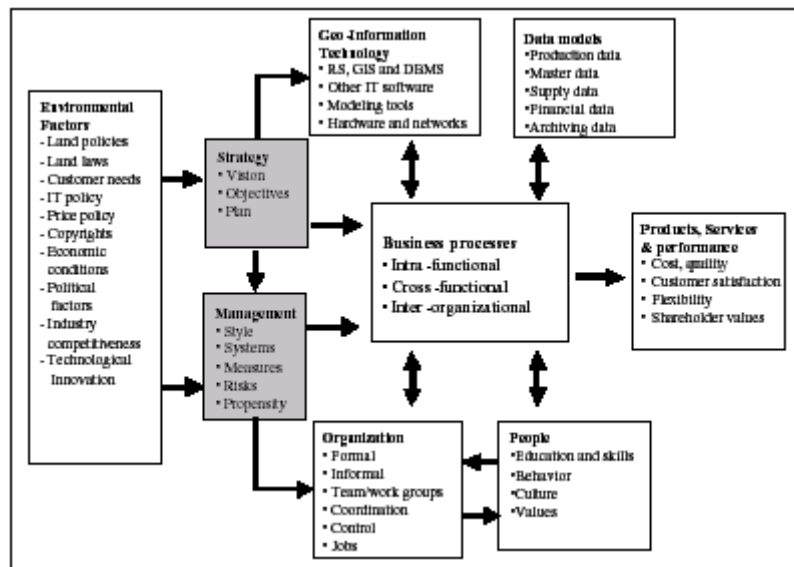 Environmental
Factors
- Land policies
- Land laws
- Customer needs
- IT policy
- Price policy
- Copyrights
- Economic
conditions
- Political
factors
- Industry
competitiveness
- Technological
Innovation
Strategy
• Vision
• Objectives
• Plan
Management
• Style
• Systems
• Measures
• Risks
• Propensity
Geo-Information
Technology
• RS, GIS and DBMS
• Other IT software
• Modeling tools
• Hardware and networks
Data models
•Production data
•Master data
•Supply data
•Financial data
•Archiving data
Business processes
• Intra -functional
• Cross -functional
• Inter -organizational
Products, Services
& performance
• Cost, quility
• Customer satisfaction
• Flexibility
• Shareholder values
Organization
• Formal
• Informal
• Team/work groups
• Coordination
• Control
• Jobs
People
•Education and skills
•Behavior
•Culture
•Values